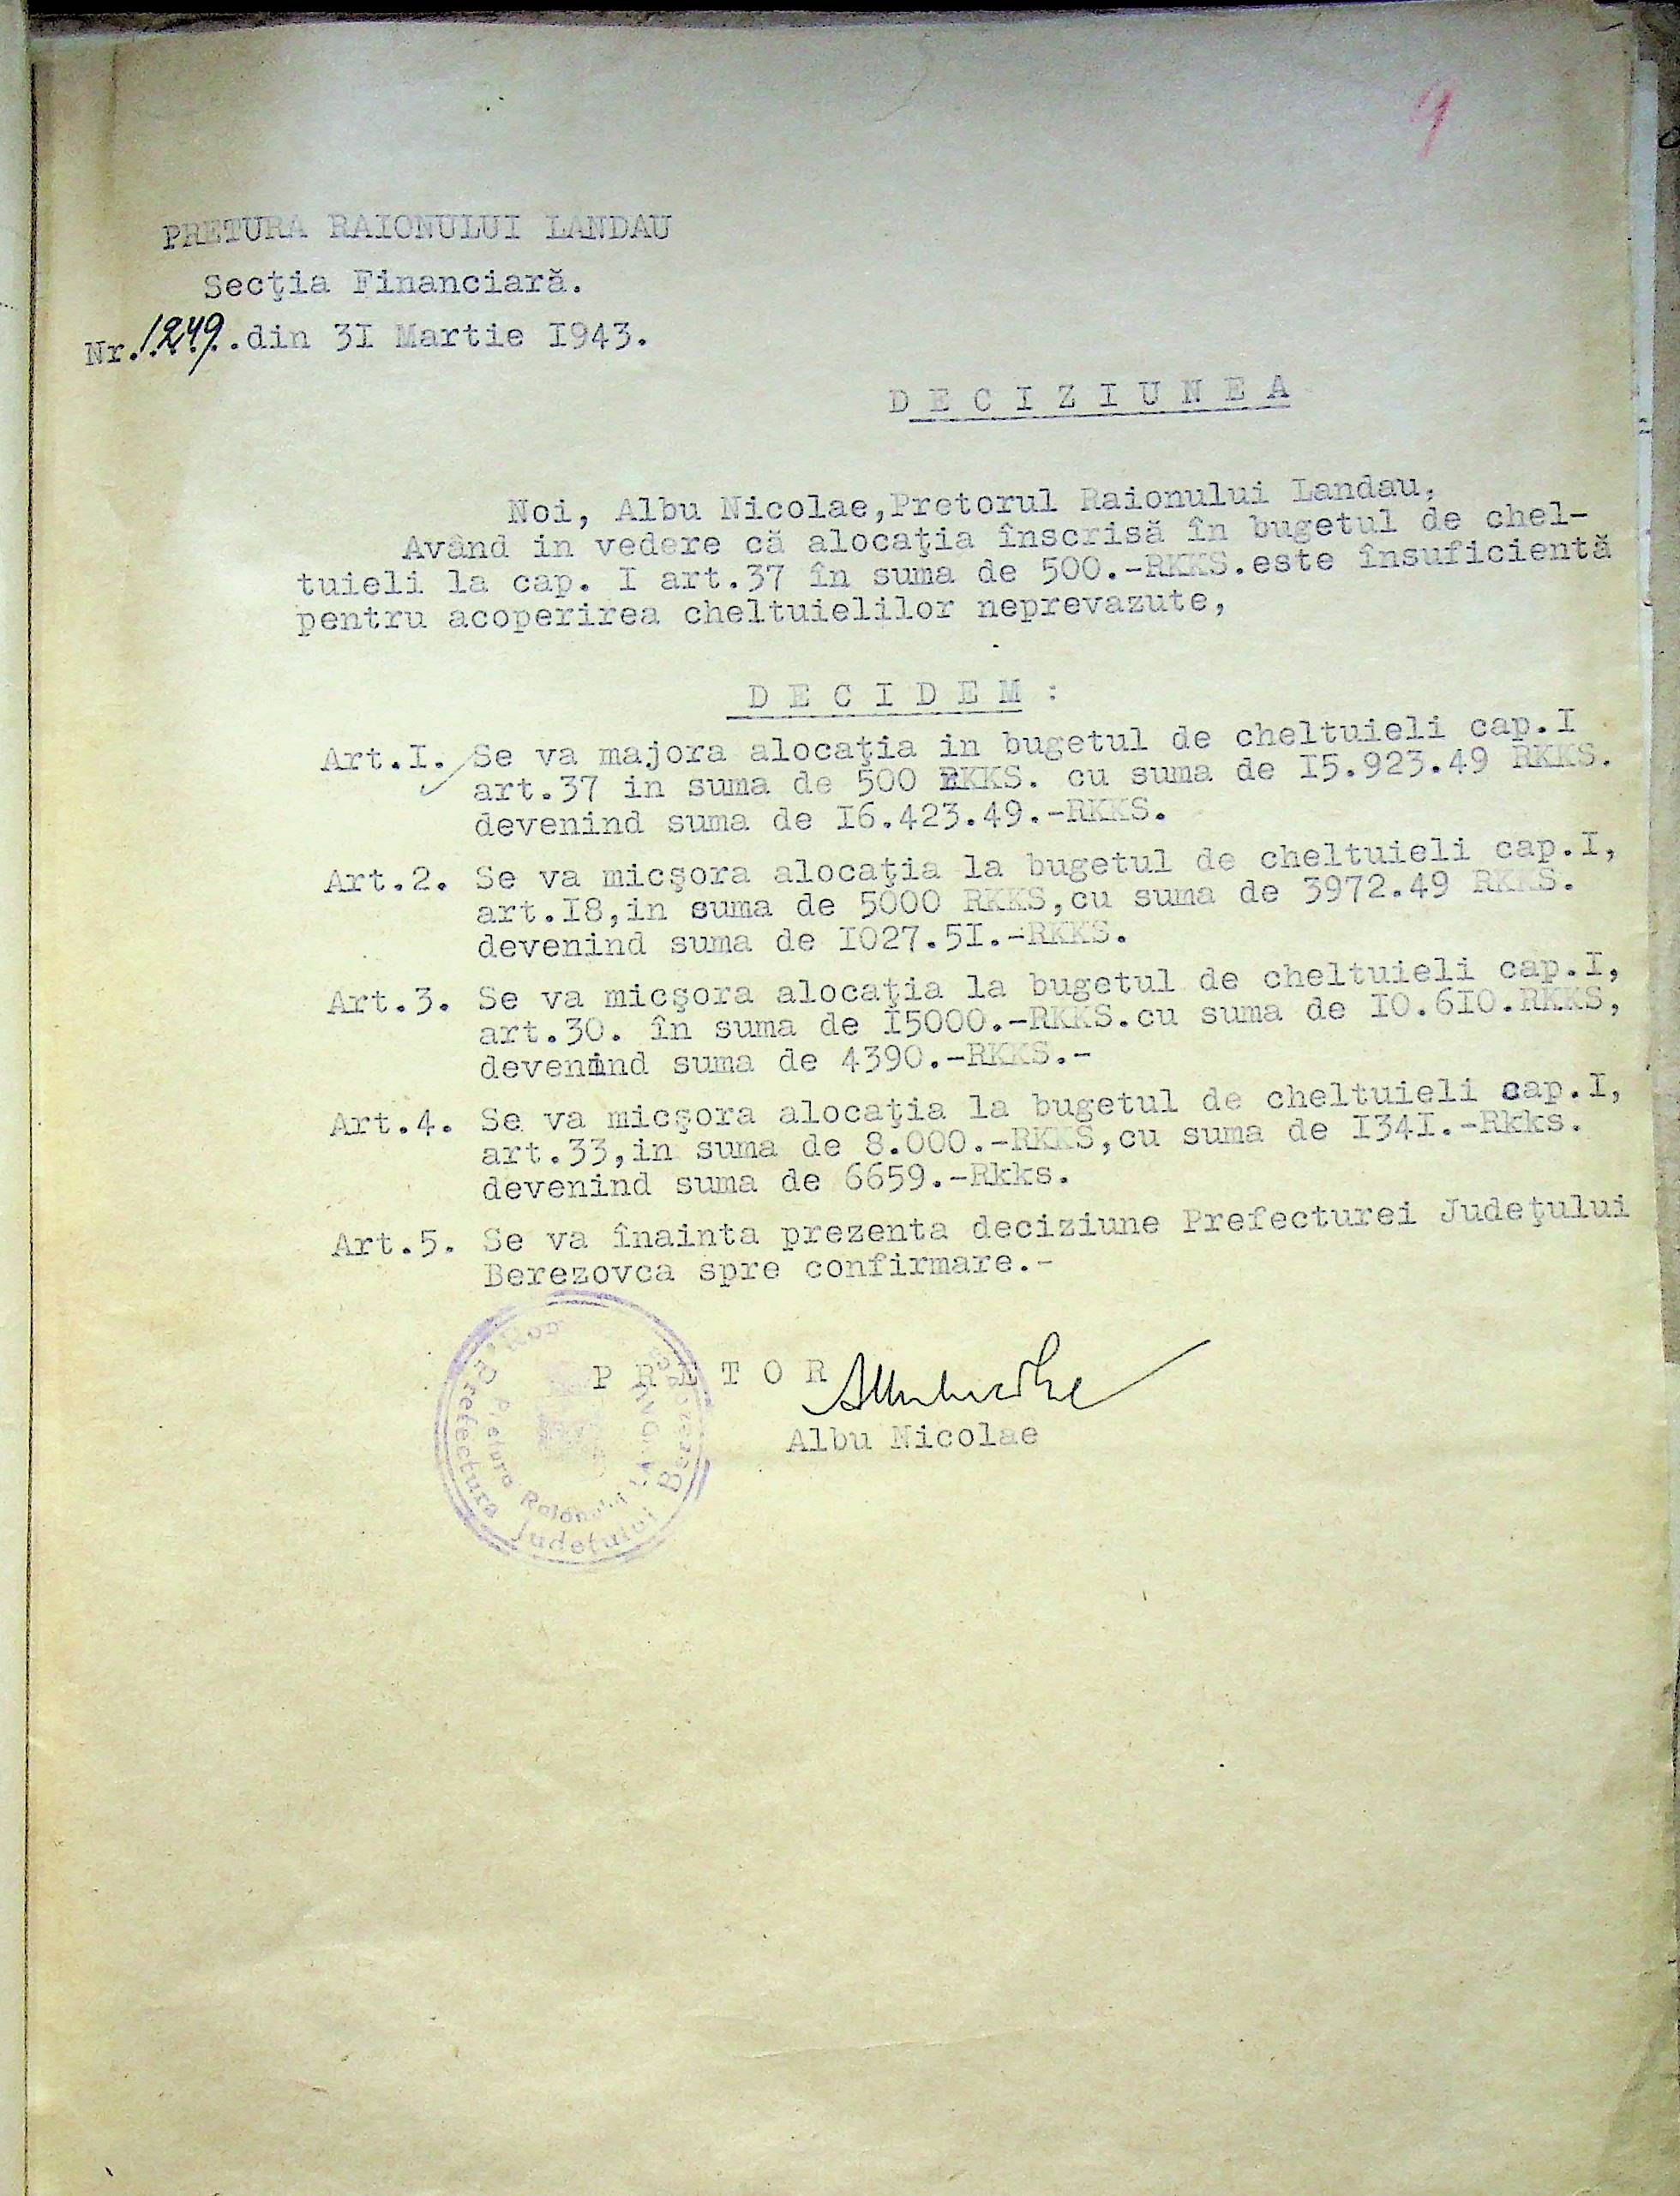 9
PRETURA RAIONULUI LANDAU
Secţia Financiară.
Nr.1249.din 3I Martie I943.
D E C I Z I U N E A
Noi, Albu Nicolae,Pretorul Raionului Landau,
Având in vedere că alocaţia înscrisă în bugetul de chel-
tuieli la cap. I art.37 în suma de 500.-RKKS.este însuficientă
pentru acoperirea cheltuielilor neprevazute,
D E C I D E M :
Art.I. Se va majora alocaţia in bugetul de cheltuieli cap.I
art.37 in suma de 500 RKKS. cu suma de I5.923.49 RKKS.
devenind suma de I6.423.49.-RKKS.
Art.2. Se va micşora alocaţia la bugetul de cheltuieli cap.I,
art.I8,in suma de 5000 RKKS,cu suma de 3972.49 RKKS.
devenind suma de I027.5I.-RKKS.
Art.3. Se va micşora alocaţia la bugetul de cheltuieli cap.I,
art.30. în suma de I5000.-RKKS.cu suma de I0.6I0.RKKS,
devenind suma de 4390.-RKKS.-
Art.4. Se va micşora alocaţia la bugetul de cheltuieli cap.I,
art.33,in suma de 8.000.-RKKS,cu suma de I34I.-Rkks.
devenind suma de 6659.-Rkks.
Art.5. Se va înainta prezenta deciziune Prefecturei Judeţului
Berezovca spre confirmare.-
P R E T O R
Albu Nicolae
Prefectura Judetului
Pretura Raionului